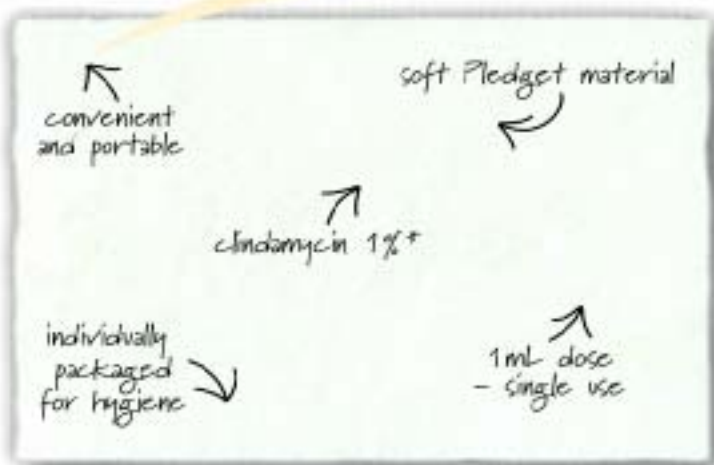 soft Pledget material
convenient
and portable
clindamycin 1%+
individually
packaged
for hygiene
1mL dose
- single use